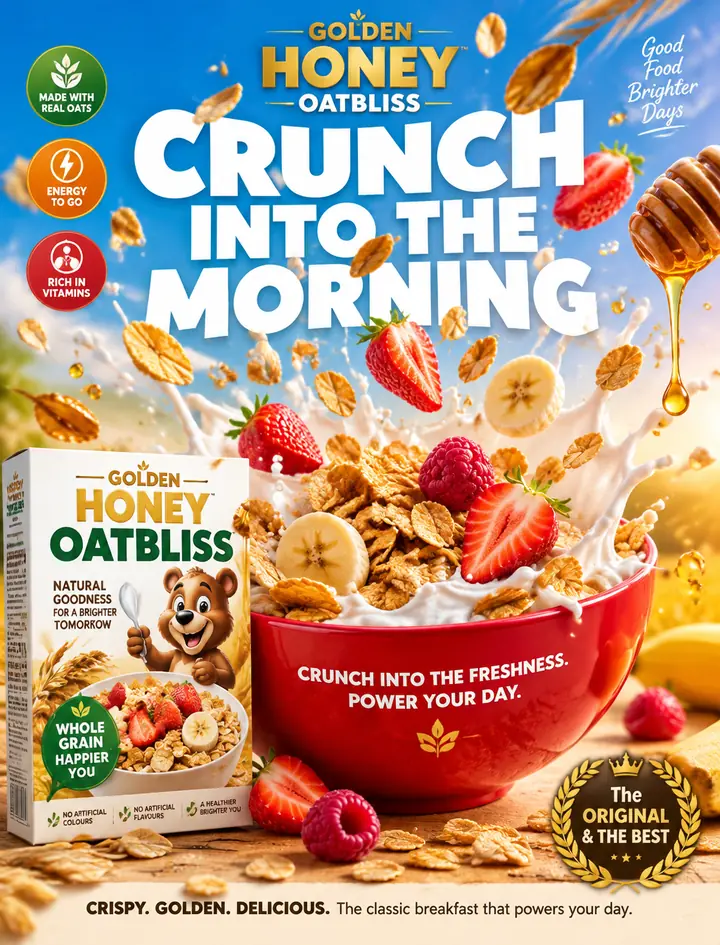 GOLDEN
HONEY™
OATBLISS
Good
Food
Brighter
Days
MADE WITH
REAL OATS
ENERGY
TO GO
RICH IN
VITAMINS
CRUNCH
INTO THE
MORNING
GOLDEN
HONEY™
OATBLISS
NATURAL
GOODNESS
FOR A BRIGHTER
TOMORROW
WHOLE
GRAIN
HAPPIER
YOU
NO ARTIFICIAL
COLOURS
NO ARTIFICIAL
FLAVOURS
A HEALTHIER
BRIGHTER YOU
CRUNCH INTO THE FRESHNESS.
POWER YOUR DAY.
The
ORIGINAL
& THE BEST
CRISPY. GOLDEN. DELICIOUS. The classic breakfast that powers your day.